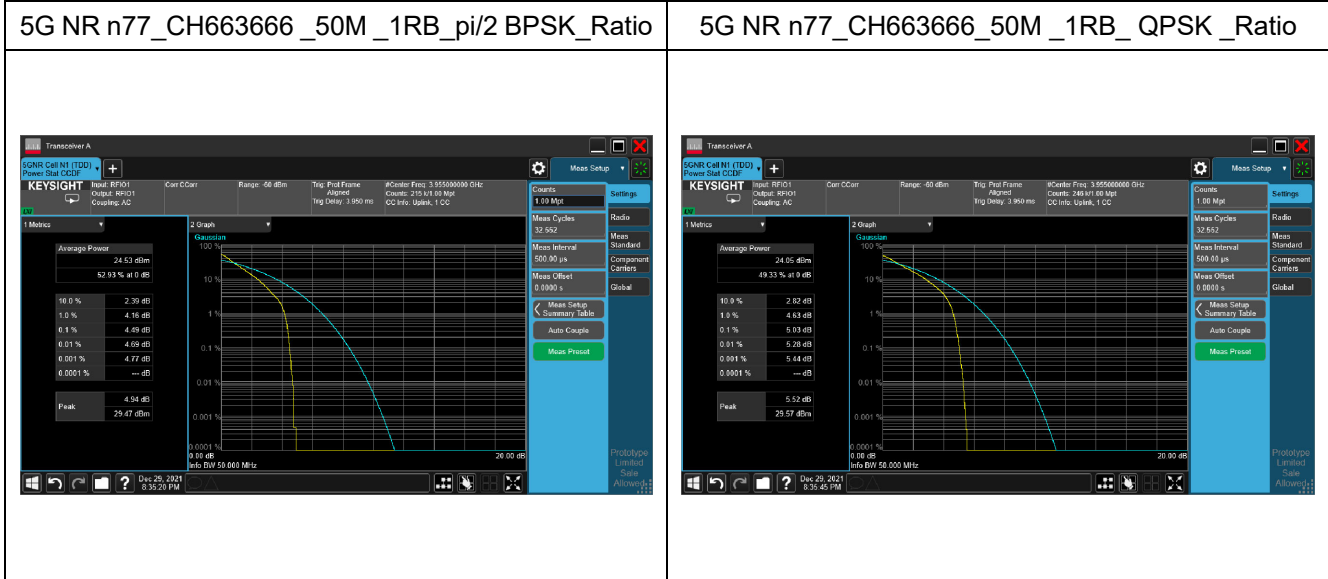 5G NR n77_CH663666 _50M _1RB_pi/2 BPSK_Ratio
5G NR n77_CH663666_50M _1RB_ QPSK _Ratio
Transceiver A
5GNR Cell N1 (TDD)
Power Stat CCDF
+
Meas Setup
KEYSIGHT
Input: RFIO1
Output: RFIO1
Coupling: AC
Corr CCorr
Range: -60 dBm
Trig: Prot Frame
Aligned
Trig Delay: 3.950 ms
#Center Freq: 3.955000000 GHz
Counts: 215 k/1.00 Mpt
CC Info: Uplink, 1 CC
LV
1 Metrics
2 Graph
Average Power
24.53 dBm
52.93 % at 0 dB
10.0 % 2.39 dB
1.0 % 4.16 dB
0.1 % 4.49 dB
0.01 % 4.69 dB
0.001 % 4.77 dB
0.0001 % --- dB
Peak
4.94 dB
29.47 dBm
Gaussian
100 %
10 %
1 %
0.1 %
0.01 %
0.001 %
0.0001 %
0.00 dB
20.00 dB
Info BW 50.000 MHz
Counts
1.00 Mpt
Meas Cycles
32.552
Meas Interval
500.00 µs
Meas Offset
0.0000 s
Meas Setup
Summary Table
Auto Couple
Meas Preset
Settings
Radio
Meas
Standard
Component
Carriers
Global
Prototype
Limited
Sale
Allowed
?
Dec 29, 2021
8:35:20 PM
Transceiver A
5GNR Cell N1 (TDD)
Power Stat CCDF
+
Meas Setup
KEYSIGHT
Input: RFIO1
Output: RFIO1
Coupling: AC
Corr CCorr
Range: -60 dBm
Trig: Prot Frame
Aligned
Trig Delay: 3.950 ms
#Center Freq: 3.955000000 GHz
Counts: 246 k/1.00 Mpt
CC Info: Uplink, 1 CC
LV
1 Metrics
2 Graph
Average Power
24.05 dBm
49.33 % at 0 dB
10.0 % 2.82 dB
1.0 % 4.63 dB
0.1 % 5.03 dB
0.01 % 5.28 dB
0.001 % 5.44 dB
0.0001 % --- dB
Peak
5.52 dB
29.57 dBm
Gaussian
100 %
10 %
1 %
0.1 %
0.01 %
0.001 %
0.0001 %
0.00 dB
20.00 dB
Info BW 50.000 MHz
Counts
1.00 Mpt
Meas Cycles
32.552
Meas Interval
500.00 µs
Meas Offset
0.0000 s
Meas Setup
Summary Table
Auto Couple
Meas Preset
Settings
Radio
Meas
Standard
Component
Carriers
Global
Prototype
Limited
Sale
Allowed
?
Dec 29, 2021
8:35:45 PM